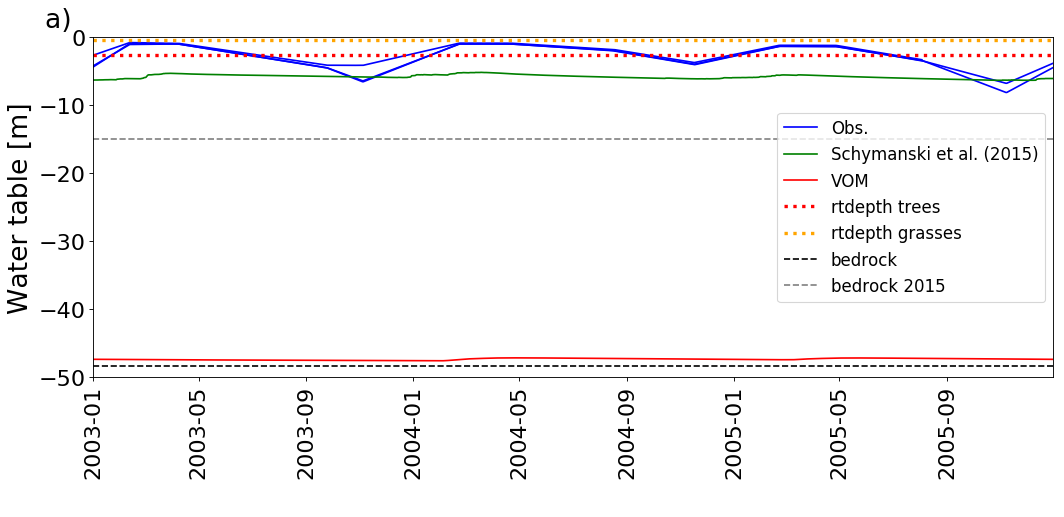 a)
Water table [m]
0
−10
−20
−30
−40
−50
Obs.
Schymanski et al. (2015)
VOM
rtdepth trees
rtdepth grasses
bedrock
bedrock 2015
2003-01
2003-05
2003-09
2004-01
2004-05
2004-09
2005-01
2005-05
2005-09